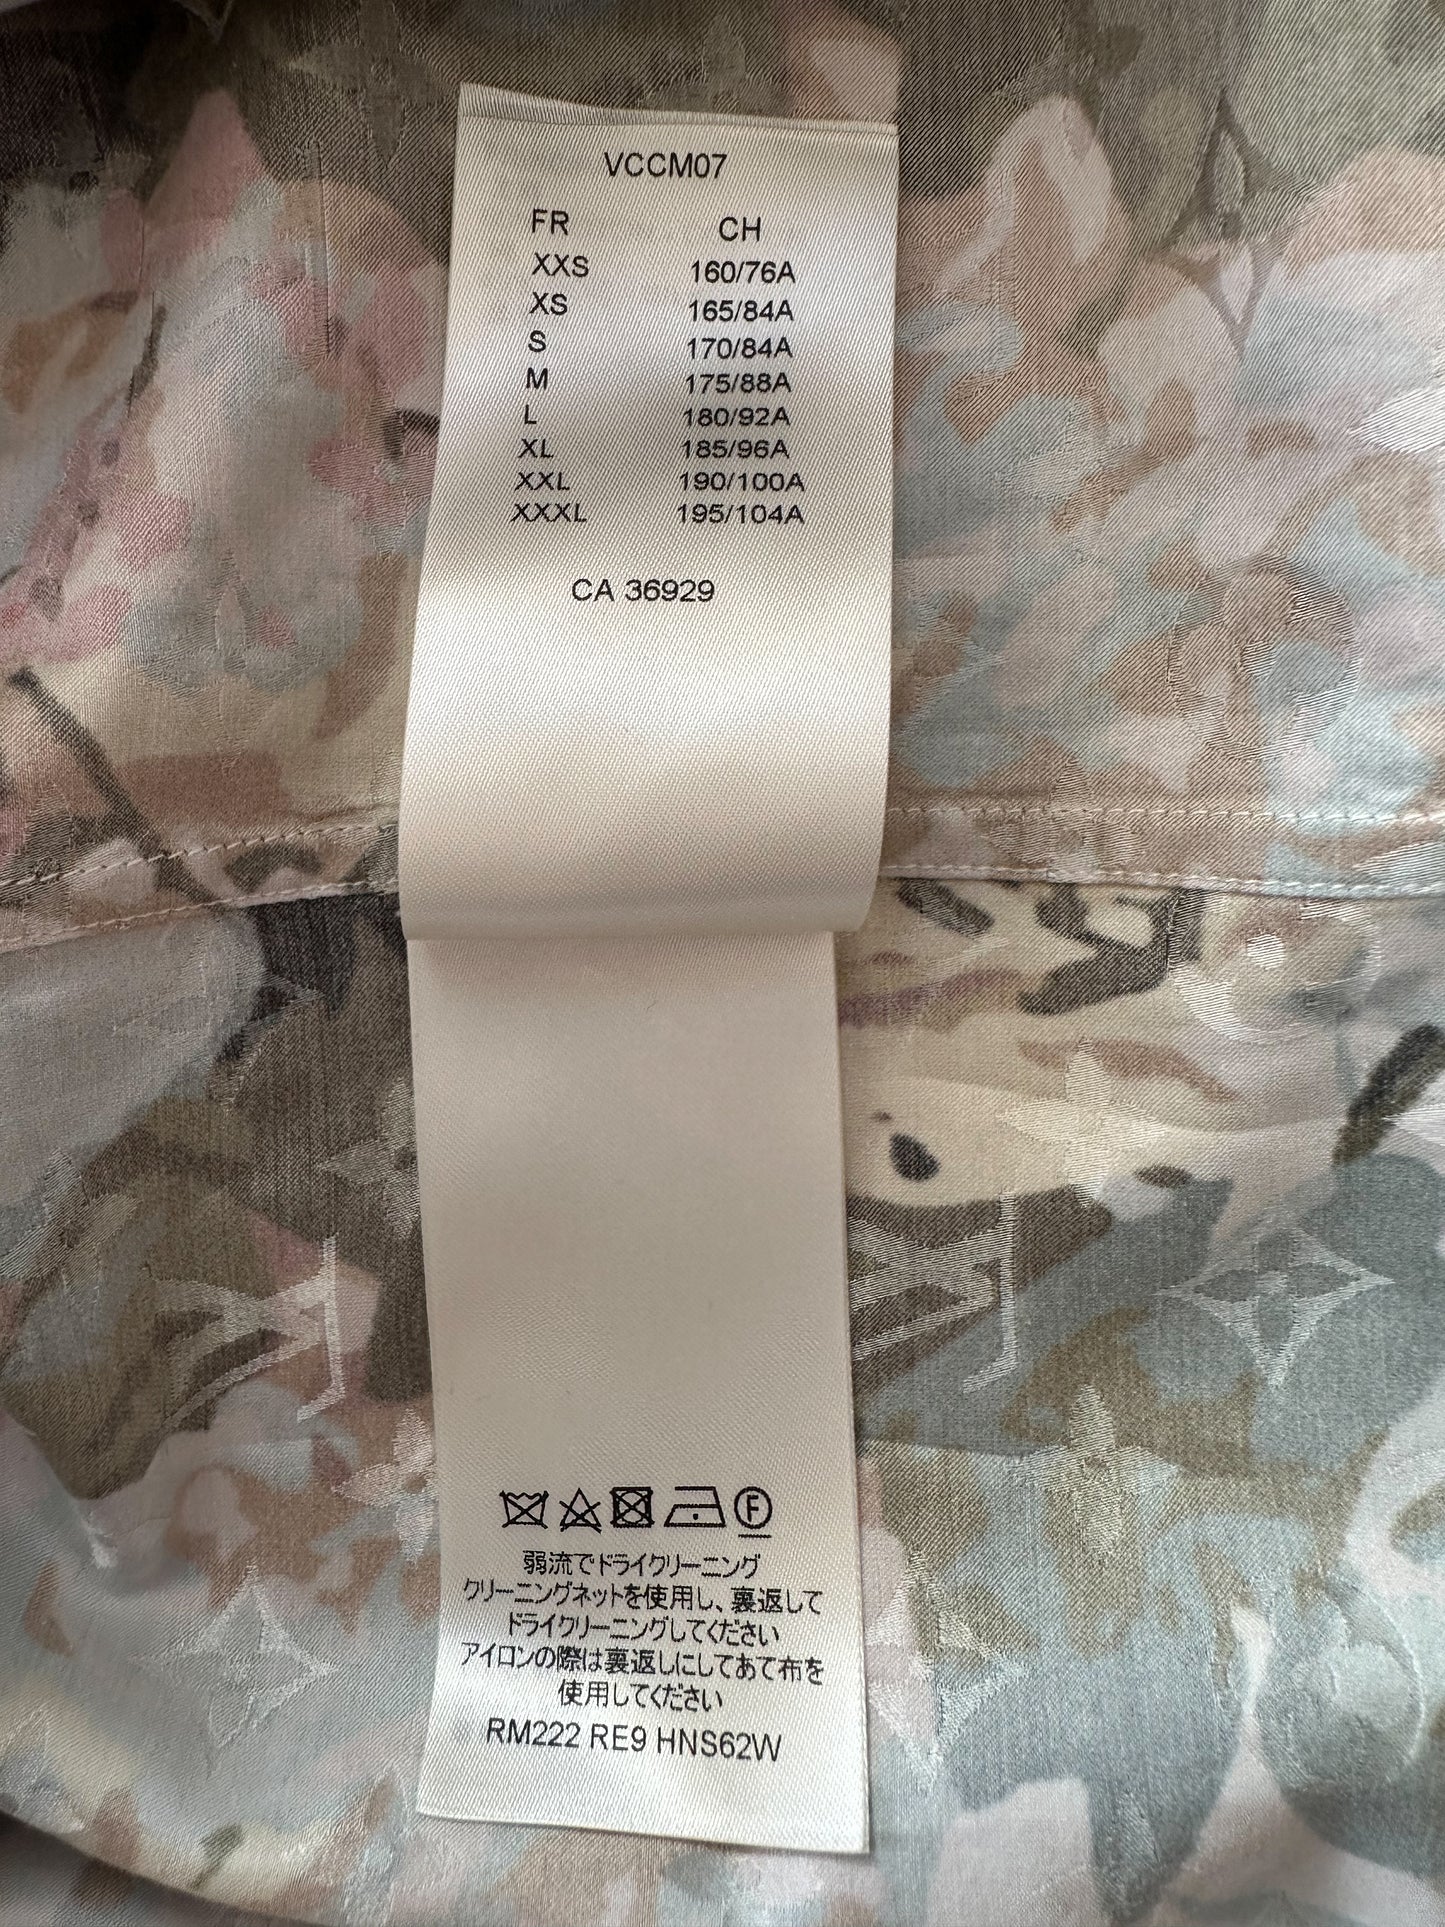 VCCM07
FR CH
XXS 160/76A
XS 165/84A
S 170/84A
M 175/88A
L 180/92A
XL 185/96A
XXL 190/100A
XXXL 195/104A
CA 36929
F
弱流でドライクリーニング
クリーニングネットを使用し、裏返して
ドライクリーニングしてください
アイロンの際は裏返しにしてあて布を
使用してください
RM222 RE9 HNS62W